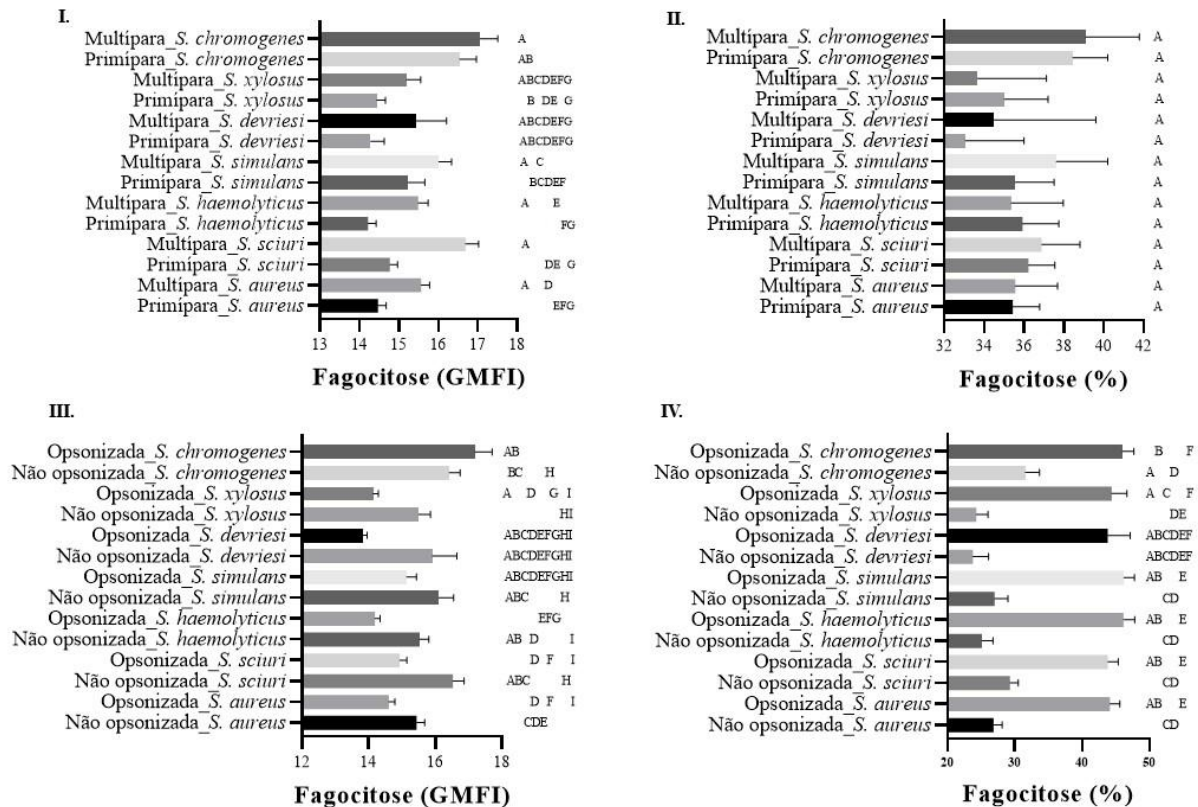 I.
Multípara_S. chromogenes A
Primípara_S. chromogenes AB
Multípara_S. xylosus ABCDEFG
Primípara_S. xylosus B DE G
Multípara_S. devriesi ABCDEFG
Primípara_S. devriesi ABCDEFG
Multípara_S. simulans A C
Primípara_S. simulans BCDEF
Multípara_S. haemolyticus A E
Primípara_S. haemolyticus FG
Multípara_S. sciuri A
Primípara_S. sciuri DE G
Multípara_S. aureus A D
Primípara_S. aureus EFG
13 14 15 16 17 18
Fagocitose (GMFI)
II.
Multípara_S. chromogenes A
Primípara_S. chromogenes A
Multípara_S. xylosus A
Primípara_S. xylosus A
Multípara_S. devriesi A
Primípara_S. devriesi A
Multípara_S. simulans A
Primípara_S. simulans A
Multípara_S. haemolyticus A
Primípara_S. haemolyticus A
Multípara_S. sciuri A
Primípara_S. sciuri A
Multípara_S. aureus A
Primípara_S. aureus A
32 34 36 38 40 42
Fagocitose (%)
III.
Opsonizada_S. chromogenes AB
Não opsonizada_S. chromogenes BC H
Opsonizada_S. xylosus A D G I
Não opsonizada_S. xylosus HI
Opsonizada_S. devriesi ABCDEFGHI
Não opsonizada_S. devriesi ABCDEFGHI
Opsonizada_S. simulans ABCDEFGHI
Não opsonizada_S. simulans ABC H
Opsonizada_S. haemolyticus EFG
Não opsonizada_S. haemolyticus AB D I
Opsonizada_S. sciuri D F I
Não opsonizada_S. sciuri ABC H
Opsonizada_S. aureus D F I
Não opsonizada_S. aureus CDE
12 14 16 18
Fagocitose (GMFI)
IV.
Opsonizada_S. chromogenes B F
Não opsonizada_S. chromogenes A D
Opsonizada_S. xylosus A C F
Não opsonizada_S. xylosus DE
Opsonizada_S. devriesi ABCDEF
Não opsonizada_S. devriesi ABCDEF
Opsonizada_S. simulans AB E
Não opsonizada_S. simulans CD
Opsonizada_S. haemolyticus AB E
Não opsonizada_S. haemolyticus CD
Opsonizada_S. sciuri AB E
Não opsonizada_S. sciuri CD
Opsonizada_S. aureus AB E
Não opsonizada_S. aureus CD
20 30 40 50
Fagocitose (%)